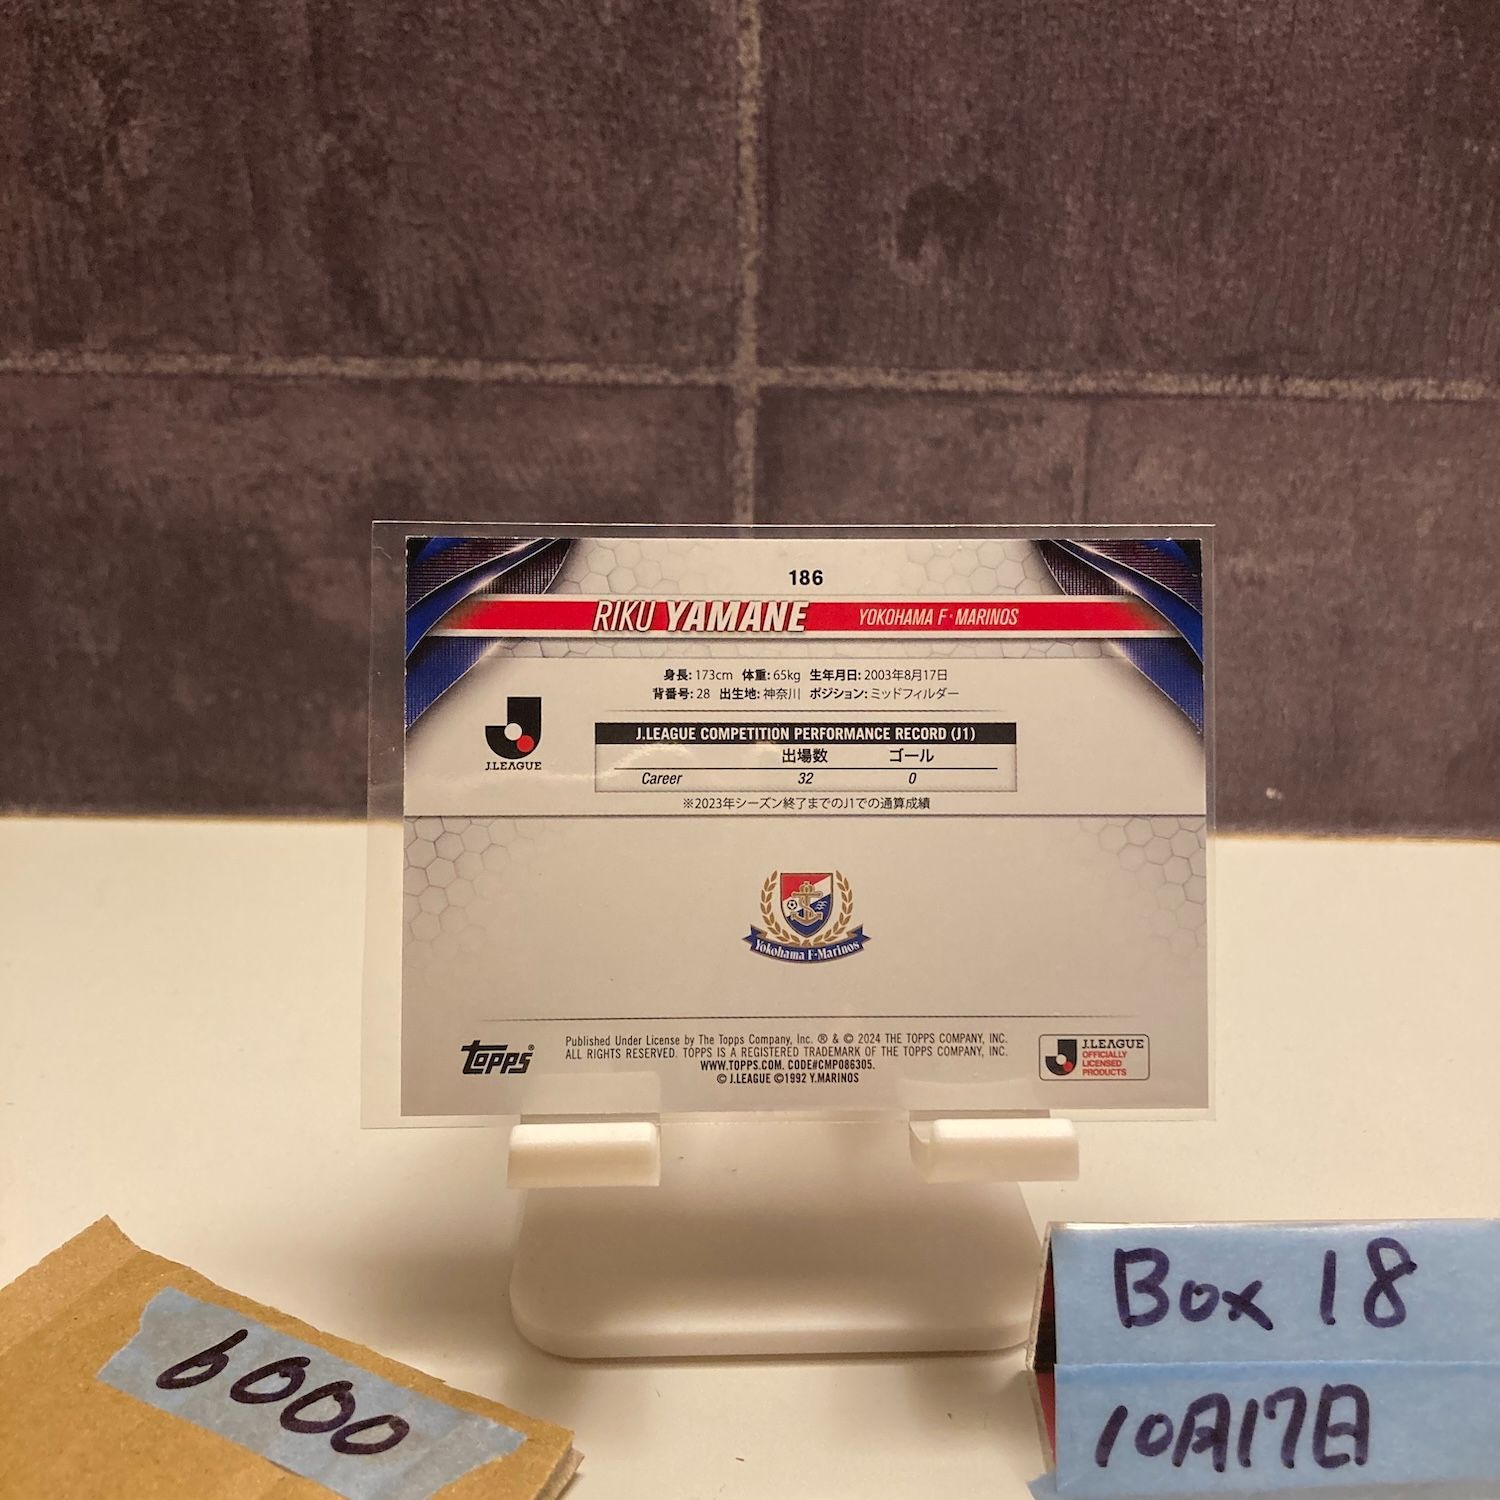 186
RIKU YAMANE YOKOHAMA F・MARINOS
身長: 173cm 体重: 65kg 生年月日: 2003年8月17日
背番号: 28 出生地: 神奈川 ポジション: ミッドフィルダー
J.LEAGUE
J.LEAGUE COMPETITION PERFORMANCE RECORD (J1)
出場数 ゴール
Career 32 0
※2023年シーズン終了までのJ1での通算成績
Yokohama F・Marinos
TOPPS®
Published Under License by The Topps Company, Inc. ® & © 2024 THE TOPPS COMPANY, INC.
ALL RIGHTS RESERVED. TOPPS IS A REGISTERED TRADEMARK OF THE TOPPS COMPANY, INC.
WWW.TOPPS.COM. CODE#CMP086305.
© J.LEAGUE ©1992 Y.MARINOS
J.LEAGUE
OFFICIALLY
LICENSED
PRODUCTS
6000
Box 18
10月17日